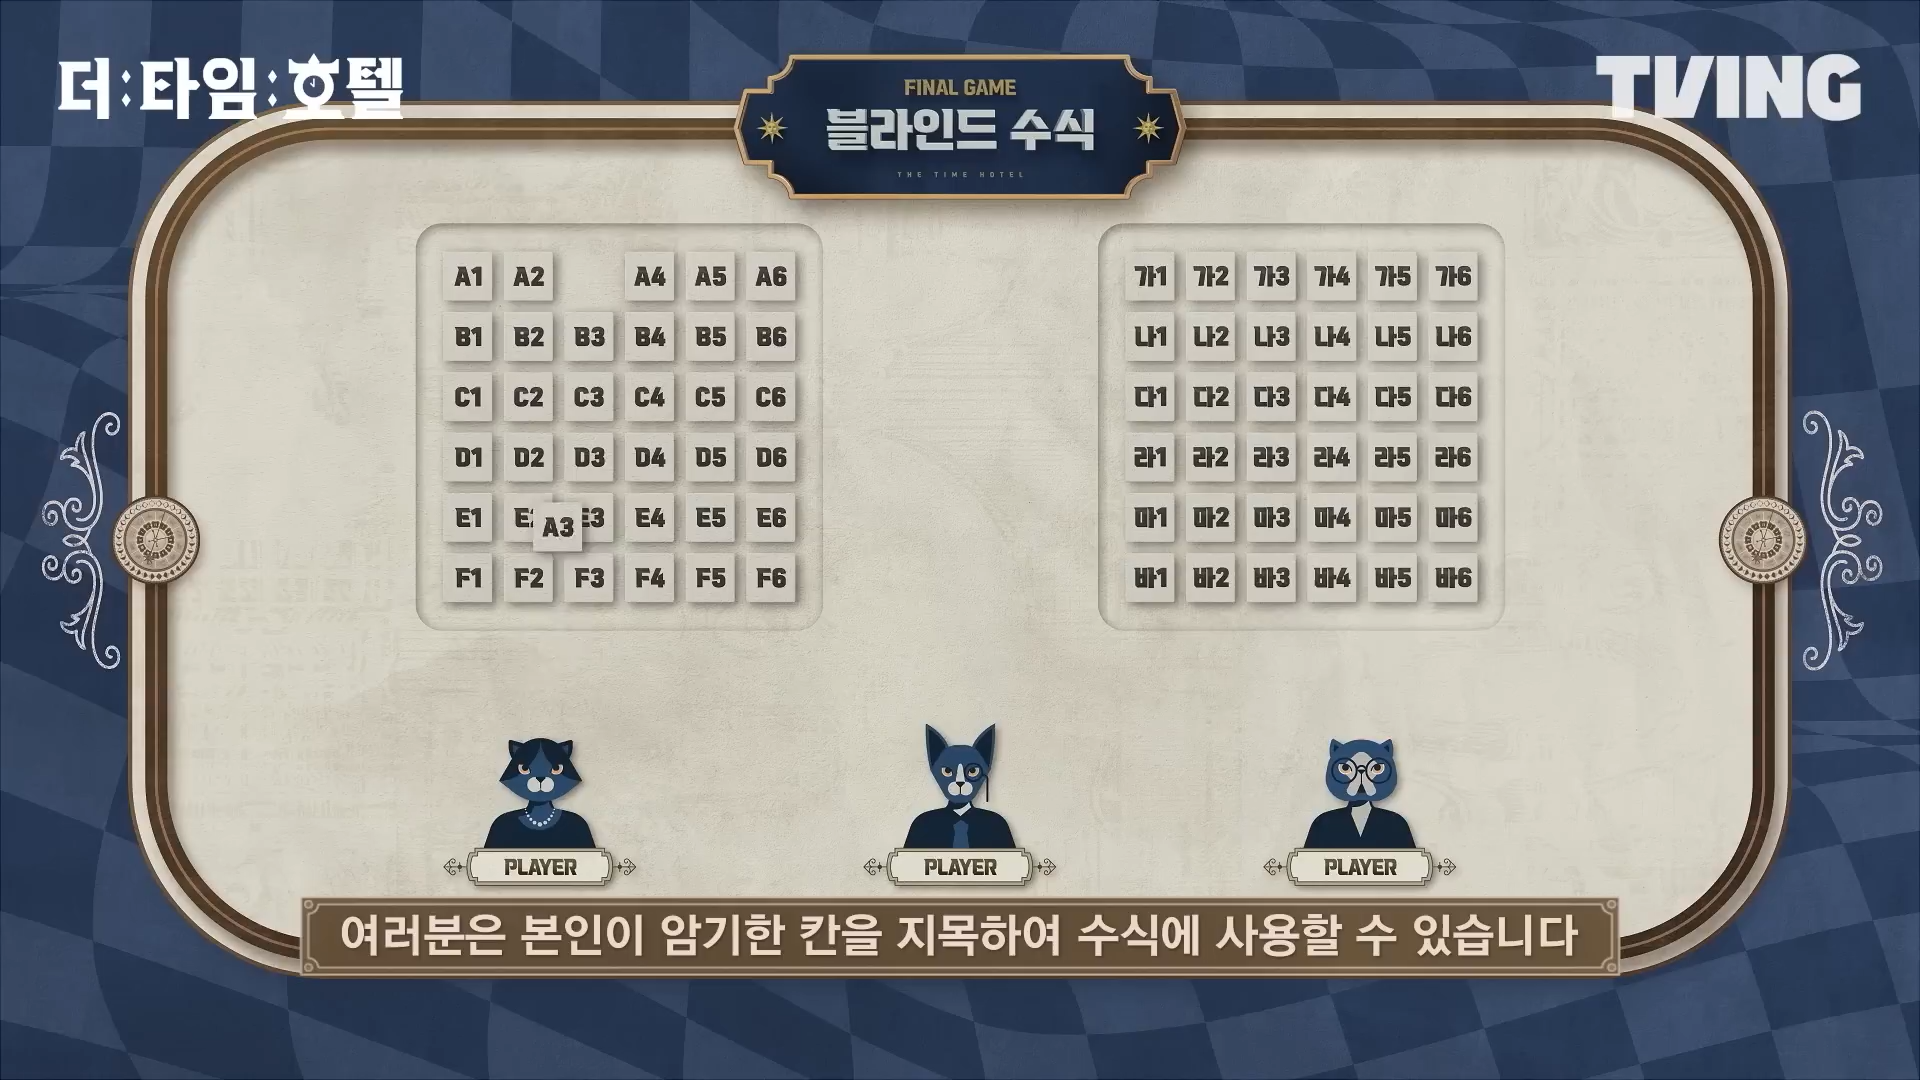 더:타임:호텔
TVING
FINAL GAME
블라인드 수식
THE TIME HOTEL
A1 A2 A4 A5 A6
B1 B2 B3 B4 B5 B6
C1 C2 C3 C4 C5 C6
D1 D2 D3 D4 D5 D6
E1 E2 A3 E3 E4 E5 E6
F1 F2 F3 F4 F5 F6
가1 가2 가3 가4 가5 가6
나1 나2 나3 나4 나5 나6
다1 다2 다3 다4 다5 다6
라1 라2 라3 라4 라5 라6
마1 마2 마3 마4 마5 마6
바1 바2 바3 바4 바5 바6
PLAYER
PLAYER
PLAYER
여러분은 본인이 암기한 칸을 지목하여 수식에 사용할 수 있습니다